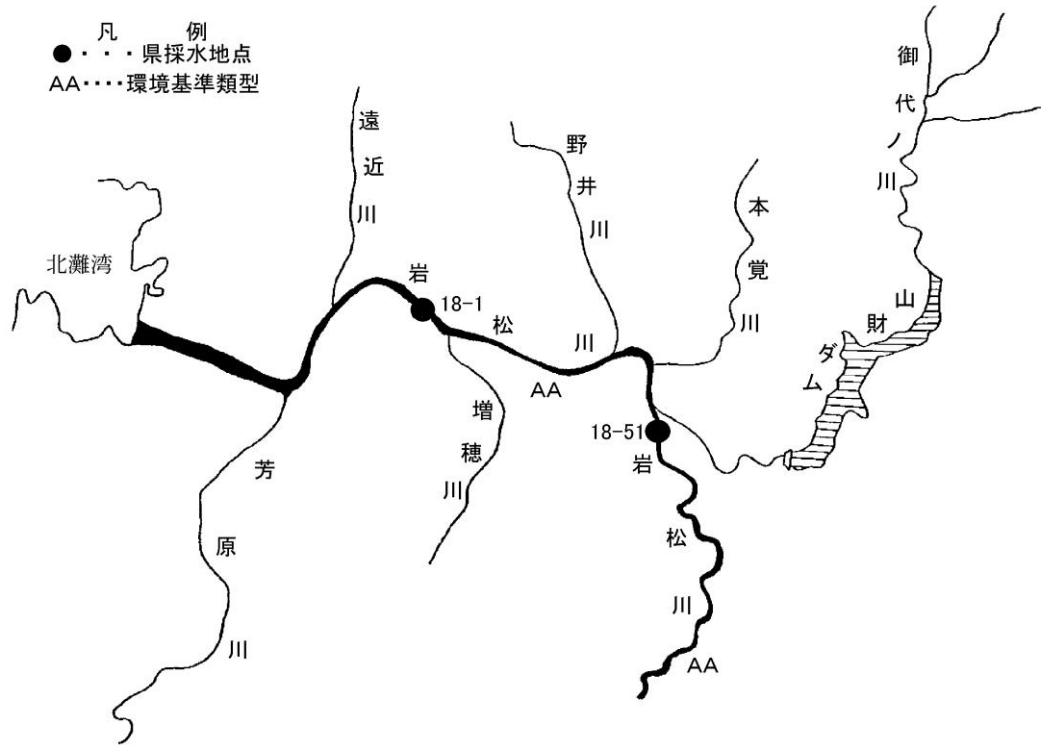 凡 例
●・・・県採水地点
AA‥‥環境基準類型
北灘湾
遠近川
野井川
本覚川
御代ノ川
山財ダム
岩松川
18-1
AA
増穂川
芳原川
18-51
岩松川
AA